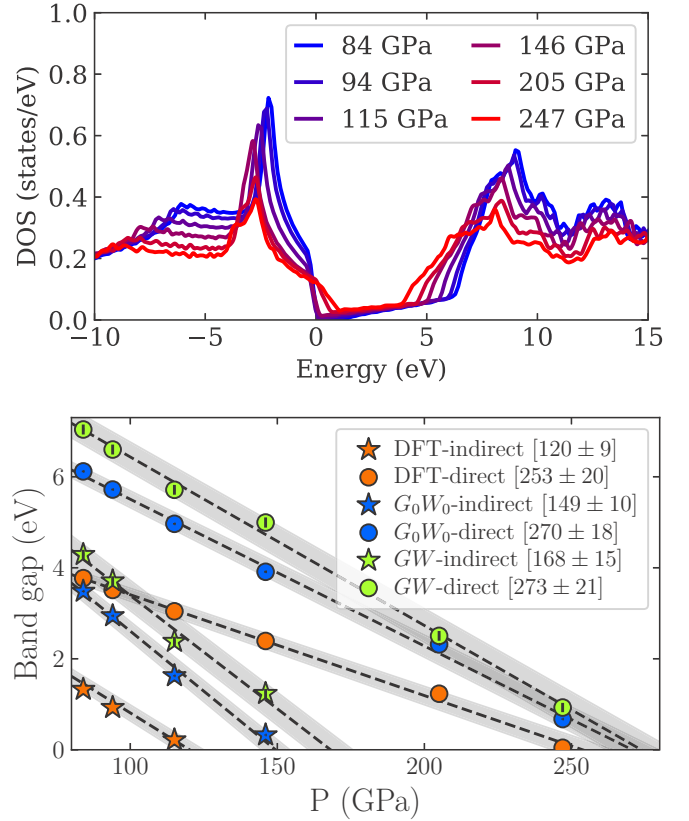 1.0
0.8
0.6
0.4
0.2
0.0
DOS (states/eV)
84 GPa
94 GPa
115 GPa
146 GPa
205 GPa
247 GPa
−10
−5
0
5
10
15
Energy (eV)
6
4
2
0
Band gap (eV)
DFT-indirect [120 ± 9]
DFT-direct [253 ± 20]
G₀W₀-indirect [149 ± 10]
G₀W₀-direct [270 ± 18]
GW-indirect [168 ± 15]
GW-direct [273 ± 21]
100
150
200
250
P (GPa)